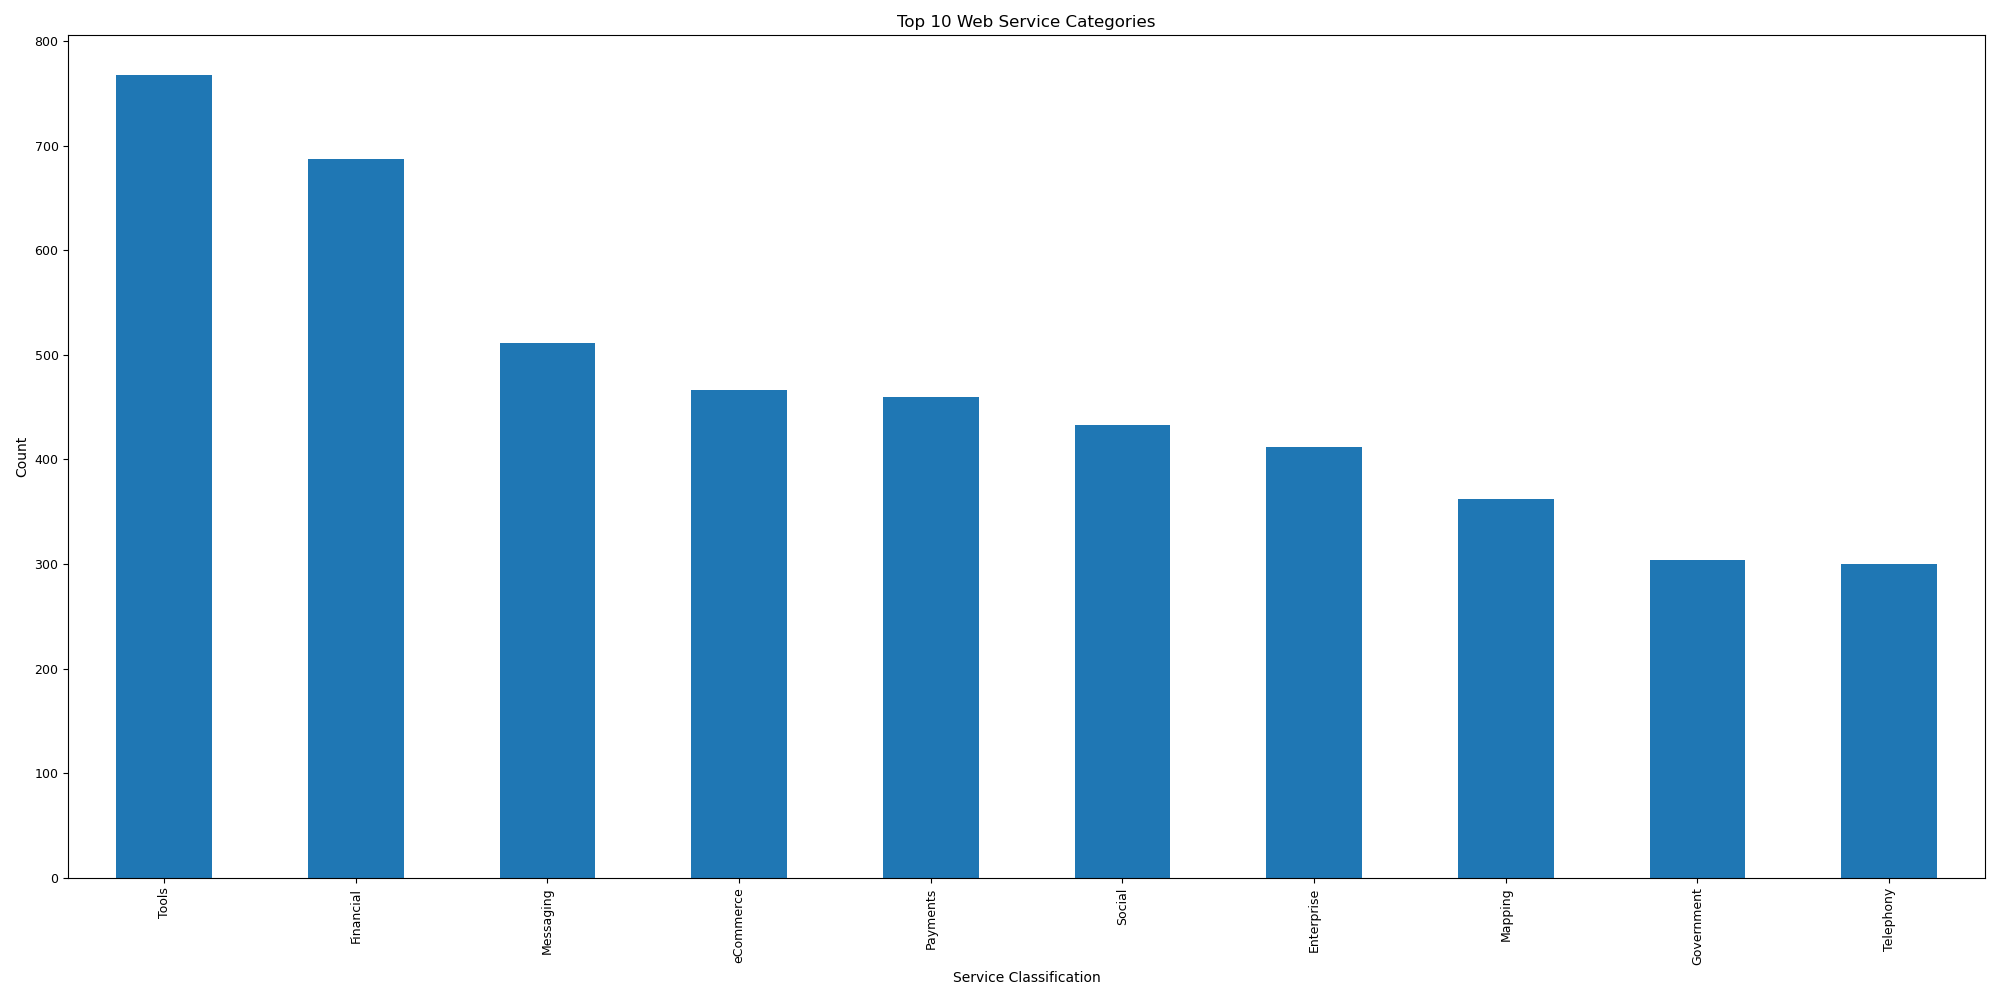 Top 10 Web Service Categories
Count
800
700
600
500
400
300
200
100
0
Tools
Financial
Messaging
eCommerce
Payments
Social
Enterprise
Mapping
Government
Telephony
Service Classification